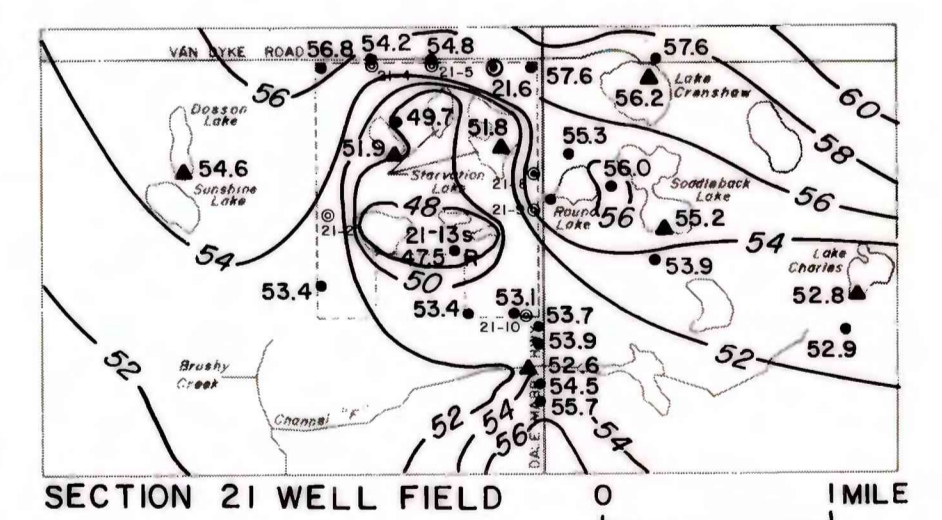 VAN DYKE ROAD 56.8 54.2 54.8 57.6
21-4 21-5 21.6 57.6
56 56.2 Lake Crenshaw 60
Dosson Lake
49.7 51.8 55.3 58
51.9
54.6 Starvation Lake 21-8 56.0
Sunshine Lake 48 21-9 Round Lake 56 Saddleback Lake 56
21-2 21-13s 55.2
54 47.5 R 54
50 53.9 Lake Charles
53.4 53.4 53.1 53.7 52.8
21-10 53.9 52 52.9
52 Brushy Creek 52.6
DALE MABRY HWY
54.5
Channel "F" 52 54 55.7
56 54
SECTION 21 WELL FIELD 0 1 MILE